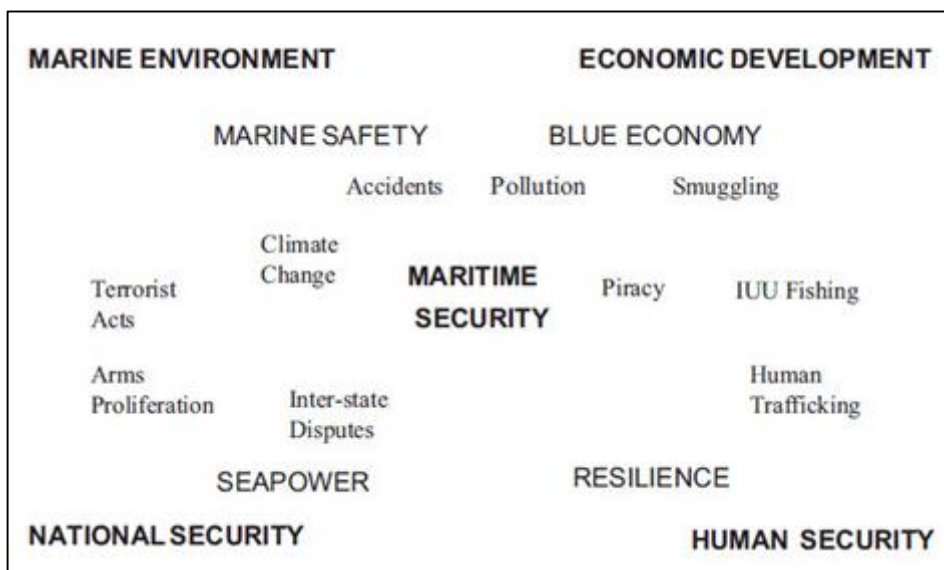 MARINE ENVIRONMENT ECONOMIC DEVELOPMENT
MARINE SAFETY BLUE ECONOMY
Accidents Pollution Smuggling
Climate
Change
MARITIME
SECURITY
Terrorist
Acts
Piracy
IUU Fishing
Arms
Proliferation
Inter-state
Disputes
Human
Trafficking
SEAPOWER RESILIENCE
NATIONAL SECURITY HUMAN SECURITY